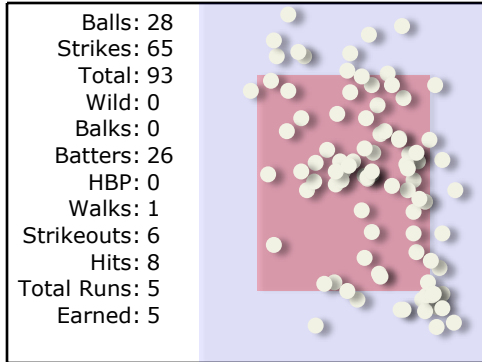 Balls: 28
Strikes: 65
Total: 93
Wild: 0
Balks: 0
Batters: 26
HBP: 0
Walks: 1
Strikeouts: 6
Hits: 8
Total Runs: 5
Earned: 5